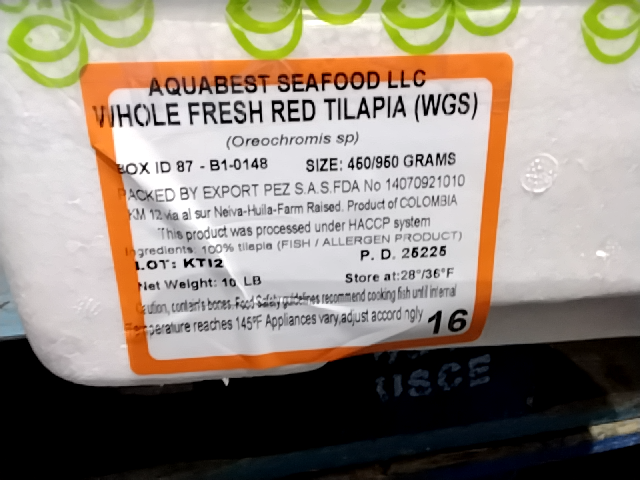 AQUABEST SEAFOOD LLC
WHOLE FRESH RED TILAPIA (WGS)
(Oreochromis sp)
BOX ID 87 - B1-0148 SIZE: 450/950 GRAMS
PACKED BY EXPORT PEZ S.A.S.FDA No 14070921010
KM 12 via al sur Neiva-Huila-Farm Raised. Product of COLOMBIA
This product was processed under HACCP system
Ingredients: 100% tilapia (FISH / ALLERGEN PRODUCT)
LOT: KT12 P. D. 25225
Net Weight: 10 LB Store at:28°/36°F
Caution, contain's bones. Food Safety guidelines recommend cooking fish until internal
Temperature reaches 145ºF Appliances vary,adjust accordingly
16
USCE